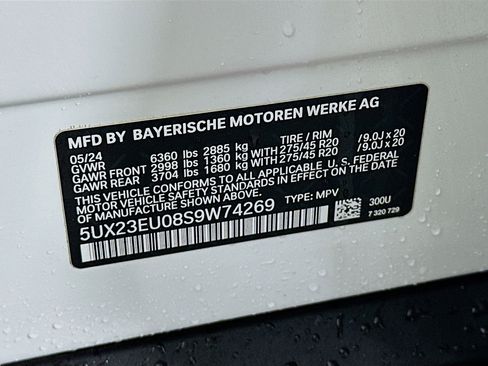 MFD BY BAYERISCHE MOTOREN WERKE AG
05/24 6360 lbs 2885 kg TIRE / RIM
GVWR
GAWR FRONT 2998 lbs 1360 kg WITH 275/45 R20 / 9.0J x 20
GAWR REAR 3704 lbs 1680 kg WITH 275/45 R20 / 9.0J x 20
THIS VEHICLE CONFORMS TO ALL APPLICABLE U.S. FEDERAL
MOTOR VEHICLE SAFETY STANDARDS IN EFFECT ON THE DATE OF
MANUFACTURE SHOWN ABOVE.
5UX23EU08S9W74269 TYPE: MPV
300U
7 320 729